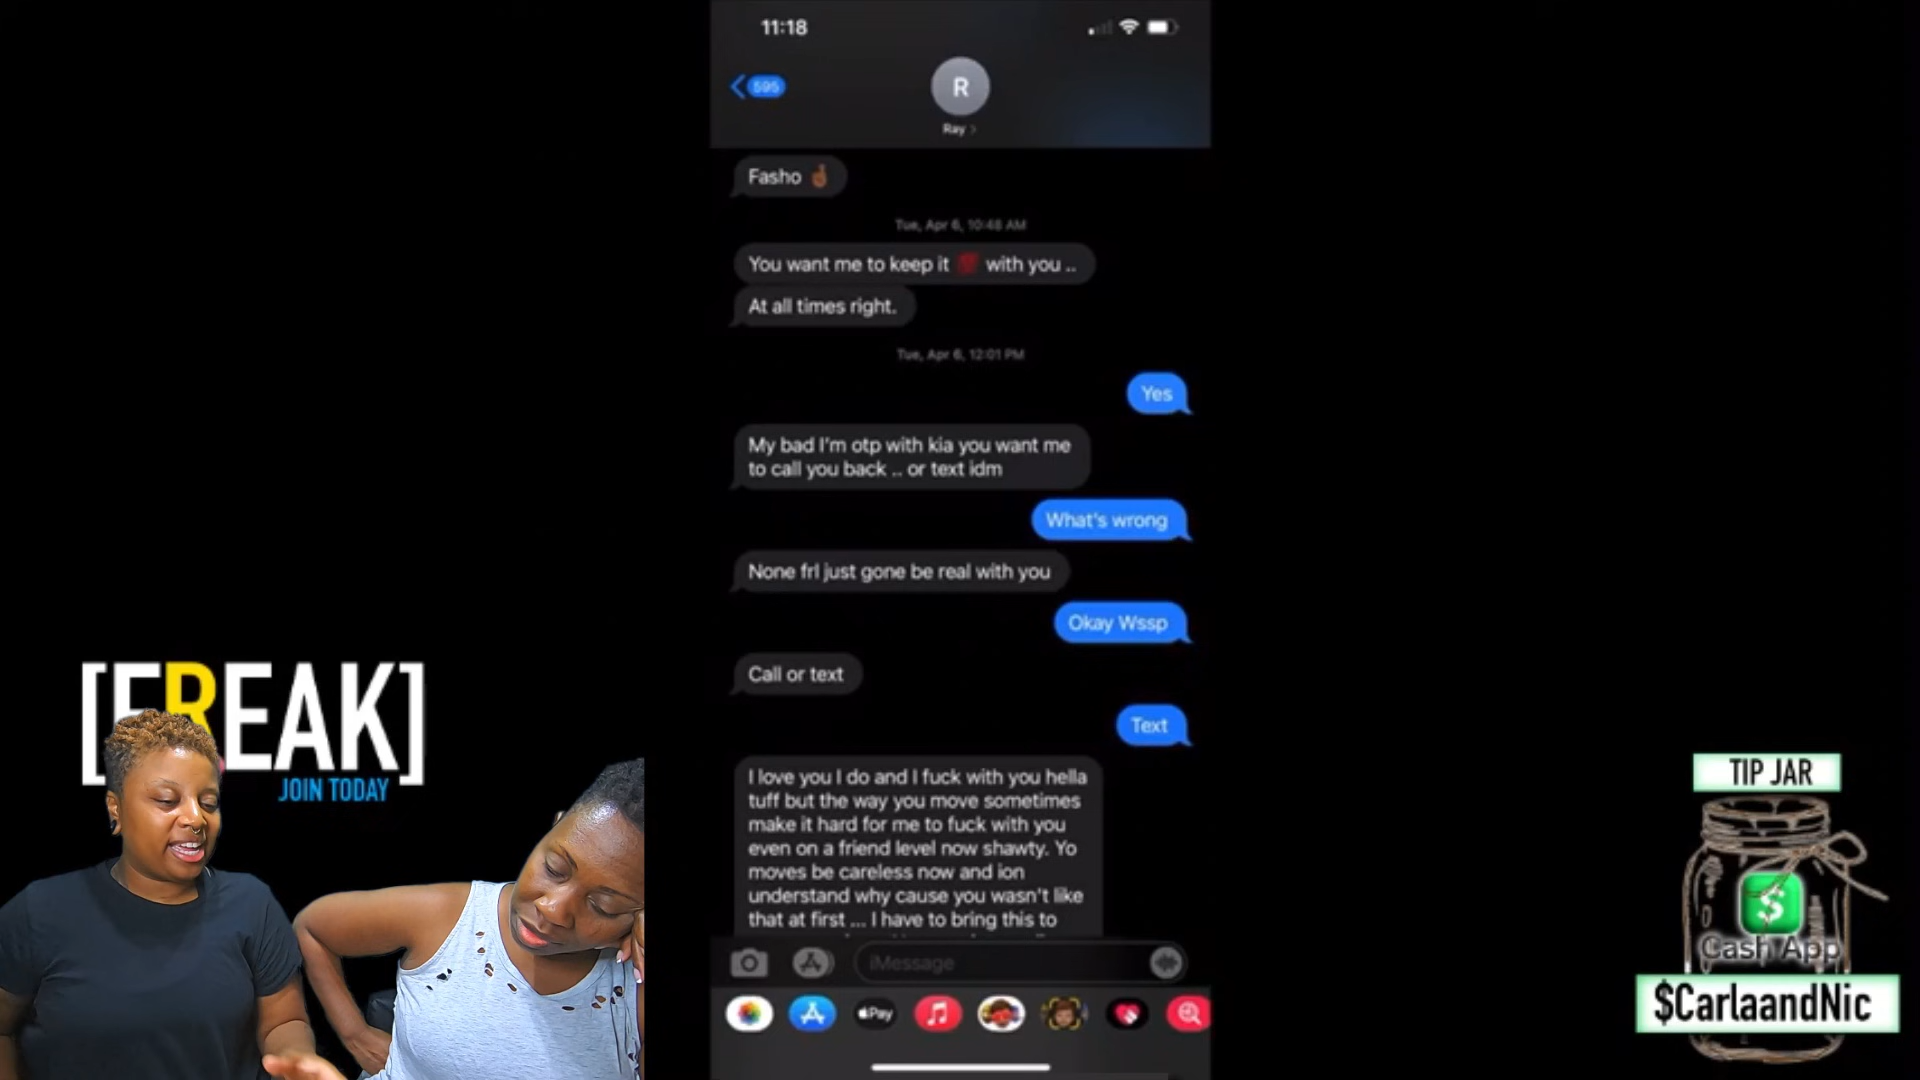 11:18
595
R
Ray >
Fasho
Tue, Apr 6, 10:48 AM
You want me to keep it 💯 with you ..
At all times right.
Tue, Apr 6, 12:01 PM
Yes
My bad I'm otp with kia you want me
to call you back .. or text idm
What's wrong
None frl just gone be real with you
Okay Wssp
Call or text
Text
I love you I do and I fuck with you hella
tuff but the way you move sometimes
make it hard for me to fuck with you
even on a friend level now shawty. Yo
moves be careless now and ion
understand why cause you wasn't like
that at first ... I have to bring this to
iMessage
Pay
[FREAK]
JOIN TODAY
TIP JAR
$
Cash App
$CarlaandNic